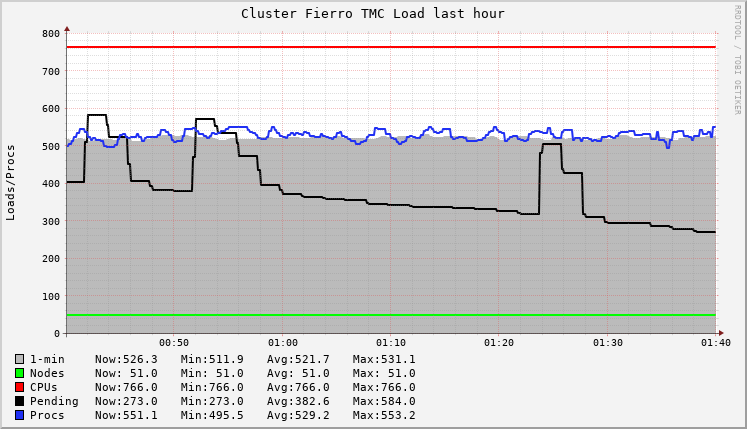 Cluster Fierro TMC Load last hour
RRDTOOL / TOBI OETIKER
Loads/Procs
800
700
600
500
400
300
200
100
0
00:50 01:00 01:10 01:20 01:30 01:40
1-min Now:526.3 Min:511.9 Avg:521.7 Max:531.1
Nodes Now: 51.0 Min: 51.0 Avg: 51.0 Max: 51.0
CPUs Now:766.0 Min:766.0 Avg:766.0 Max:766.0
Pending Now:273.0 Min:273.0 Avg:382.6 Max:584.0
Procs Now:551.1 Min:495.5 Avg:529.2 Max:553.2